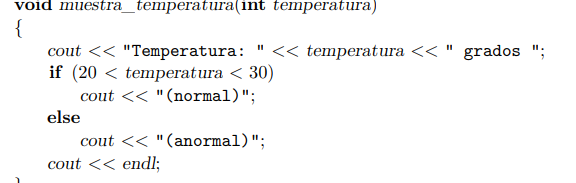 void muestra_temperatura(int temperatura)
{
cout << "Temperatura: " << temperatura << " grados ";
if (20 < temperatura < 30)
cout << "(normal)";
else
cout << "(anormal)";
cout << endl;
}